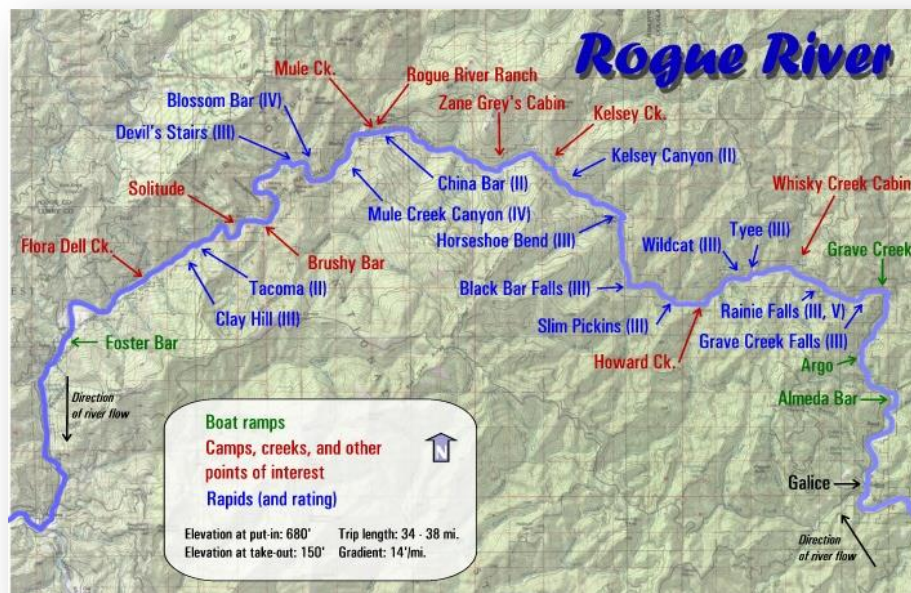 Rogue River
Mule Ck.
Rogue River Ranch
Blossom Bar (IV)
Zane Grey's Cabin
Kelsey Ck.
Devil's Stairs (III)
Kelsey Canyon (II)
China Bar (II)
Whisky Creek Cabin
Solitude
Mule Creek Canyon (IV)
Tyee (III)
Horseshoe Bend (III)
Wildcat (III)
Flora Dell Ck.
Grave Creek
Brushy Bar
Tacoma (II)
Black Bar Falls (III)
Rainie Falls (III, V)
Clay Hill (III)
Slim Pickins (III)
Grave Creek Falls (III)
Foster Bar
Howard Ck.
Argo
Almeda Bar
Direction
of river flow
Boat ramps
Camps, creeks, and other
points of interest
N
Rapids (and rating)
Galice
Elevation at put-in: 680' Trip length: 34 - 38 mi.
Elevation at take-out: 150' Gradient: 14'/mi.
Direction
of river flow